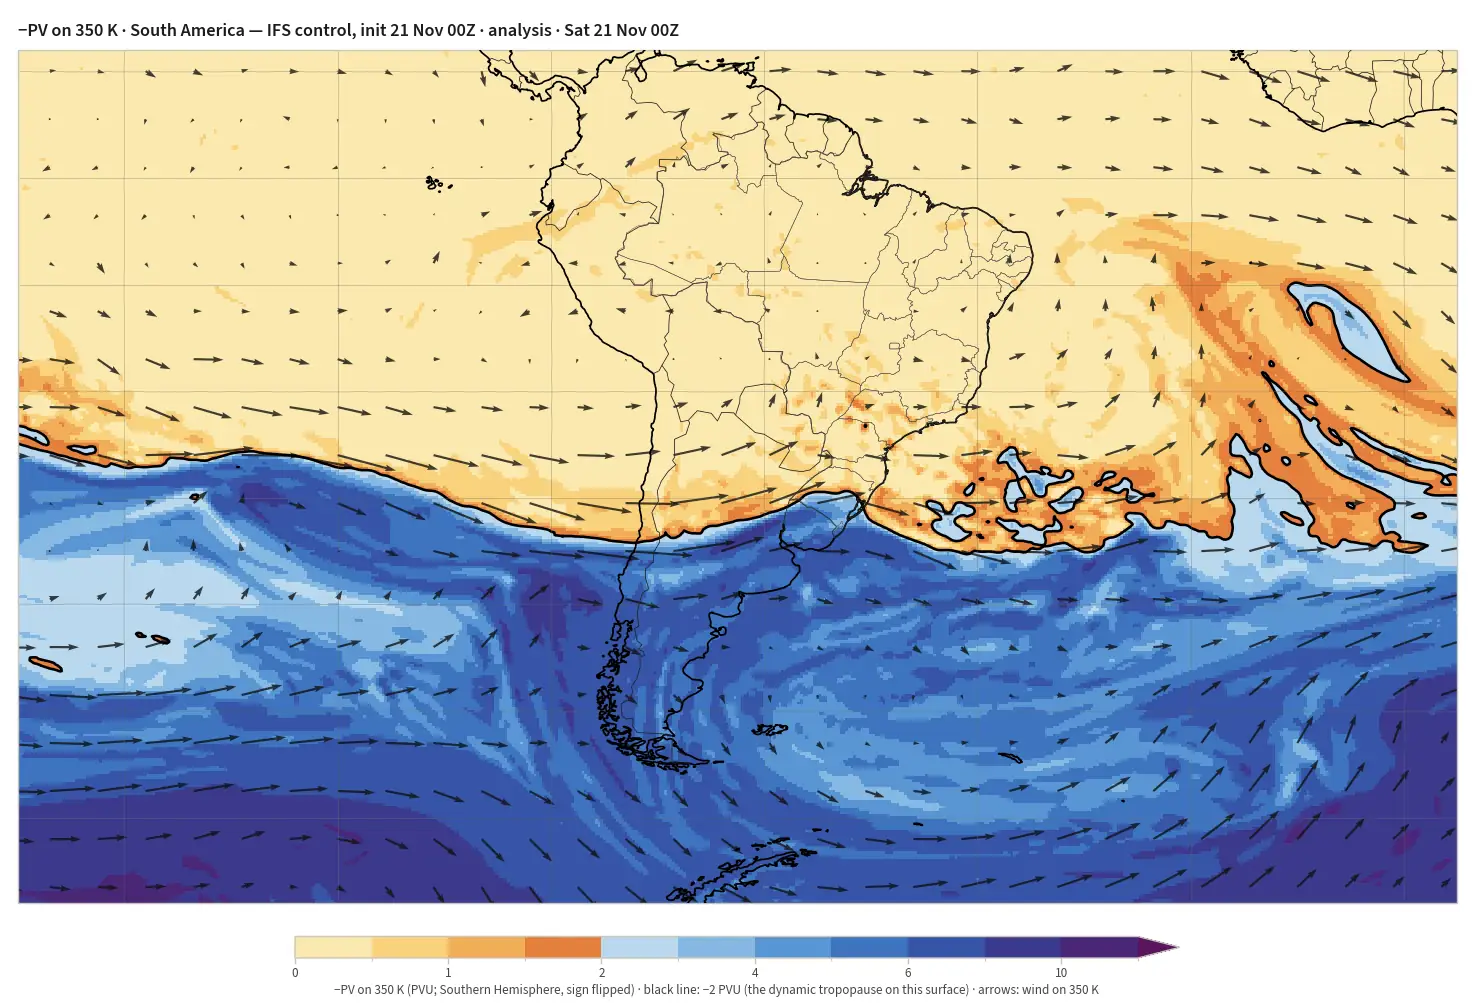 −PV on 350 K · South America — IFS control, init 21 Nov 00Z · analysis · Sat 21 Nov 00Z
0 1 2 4 6 10
−PV on 350 K (PVU; Southern Hemisphere, sign flipped) · black line: −2 PVU (the dynamic tropopause on this surface) · arrows: wind on 350 K